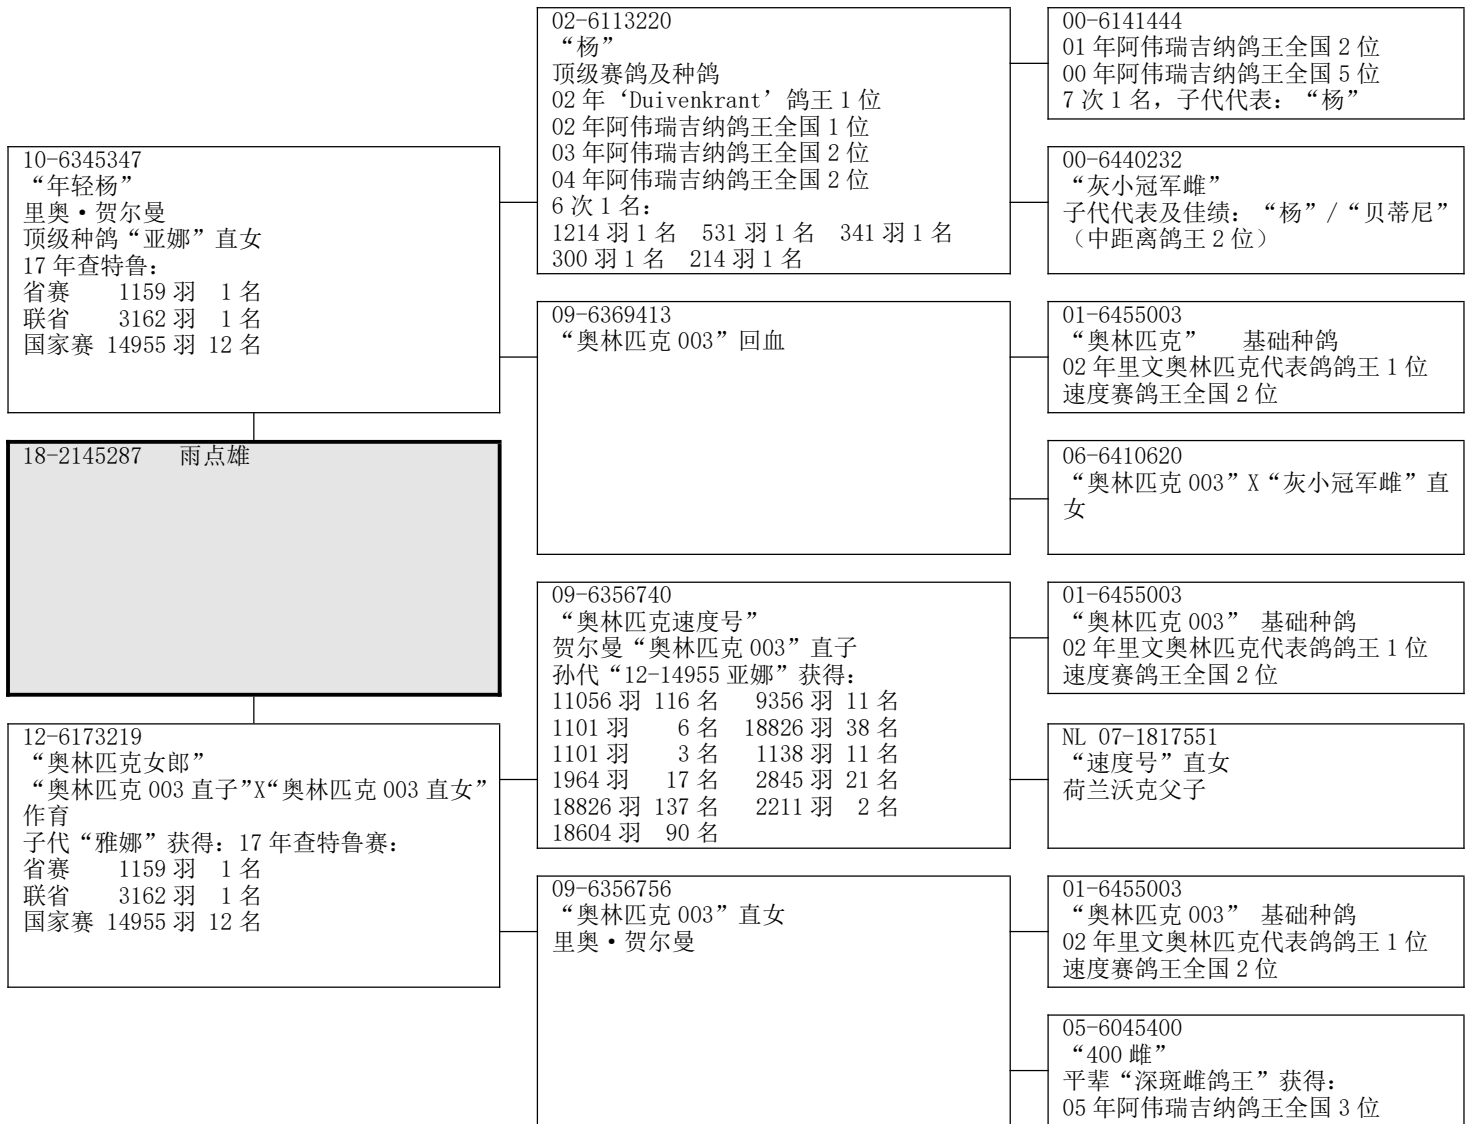 10-6345347
“年轻杨”
里奥·贺尔曼
顶级种鸽“亚娜”直女
17 年查特鲁：
省赛 1159 羽 1 名
联省 3162 羽 1 名
国家赛 14955 羽 12 名
18-2145287 雨点雄
12-6173219
“奥林匹克女郎”
“奥林匹克 003 直子”X“奥林匹克 003 直女”
作育
子代“雅娜”获得：17 年查特鲁赛：
省赛 1159 羽 1 名
联省 3162 羽 1 名
国家赛 14955 羽 12 名
02-6113220
“杨”
顶级赛鸽及种鸽
02 年‘Duivenkrant’鸽王 1 位
02 年阿伟瑞吉纳鸽王全国 1 位
03 年阿伟瑞吉纳鸽王全国 2 位
04 年阿伟瑞吉纳鸽王全国 2 位
6 次 1 名：
1214 羽 1 名 531 羽 1 名 341 羽 1 名
300 羽 1 名 214 羽 1 名
09-6369413
“奥林匹克 003”回血
09-6356740
“奥林匹克速度号”
贺尔曼“奥林匹克 003”直子
孙代“12-14955 亚娜”获得：
11056 羽 116 名 9356 羽 11 名
1101 羽 6 名 18826 羽 38 名
1101 羽 3 名 1138 羽 11 名
1964 羽 17 名 2845 羽 21 名
18826 羽 137 名 2211 羽 2 名
18604 羽 90 名
09-6356756
“奥林匹克 003”直女
里奥·贺尔曼
00-6141444
01 年阿伟瑞吉纳鸽王全国 2 位
00 年阿伟瑞吉纳鸽王全国 5 位
7 次 1 名，子代代表：“杨”
00-6440232
“灰小冠军雌”
子代代表及佳绩：“杨”/“贝蒂尼”
（中距离鸽王 2 位）
01-6455003
“奥林匹克” 基础种鸽
02 年里文奥林匹克代表鸽鸽王 1 位
速度赛鸽王全国 2 位
06-6410620
“奥林匹克 003”X“灰小冠军雌”直
女
01-6455003
“奥林匹克 003” 基础种鸽
02 年里文奥林匹克代表鸽鸽王 1 位
速度赛鸽王全国 2 位
NL 07-1817551
“速度号”直女
荷兰沃克父子
01-6455003
“奥林匹克 003” 基础种鸽
02 年里文奥林匹克代表鸽鸽王 1 位
速度赛鸽王全国 2 位
05-6045400
“400 雌”
平辈“深斑雌鸽王”获得：
05 年阿伟瑞吉纳鸽王全国 3 位